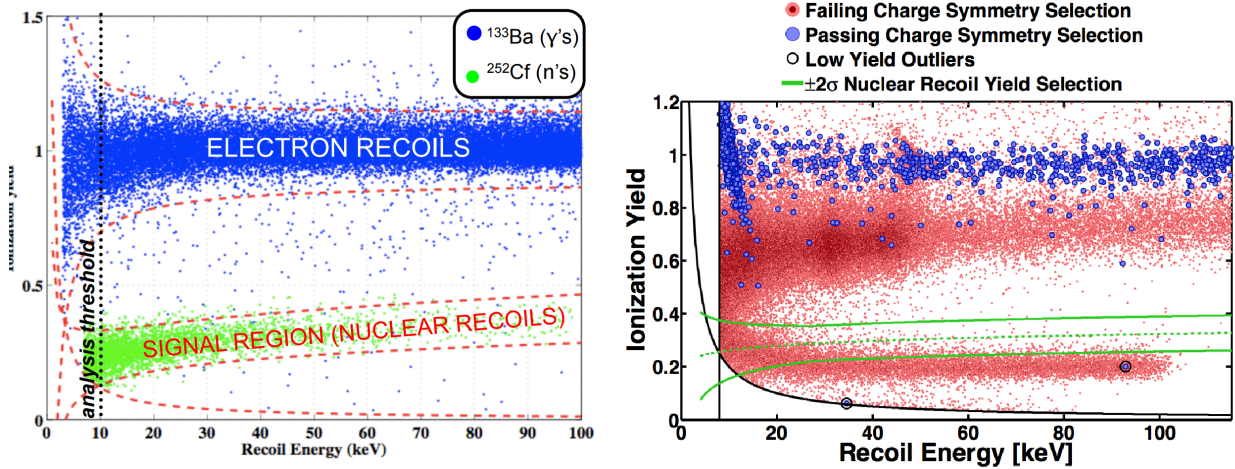 1.5
1
0.5
0
¹³³Ba (γ's)
²⁵²Cf (n's)
ELECTRON RECOILS
SIGNAL REGION (NUCLEAR RECOILS)
analysis threshold
0 10 20 30 40 50 60 70 80 90 100
Recoil Energy (keV)
Failing Charge Symmetry Selection
Passing Charge Symmetry Selection
Low Yield Outliers
±2σ Nuclear Recoil Yield Selection
Ionization Yield
1.2
1
0.8
0.6
0.4
0.2
0
0 20 40 60 80 100
Recoil Energy [keV]